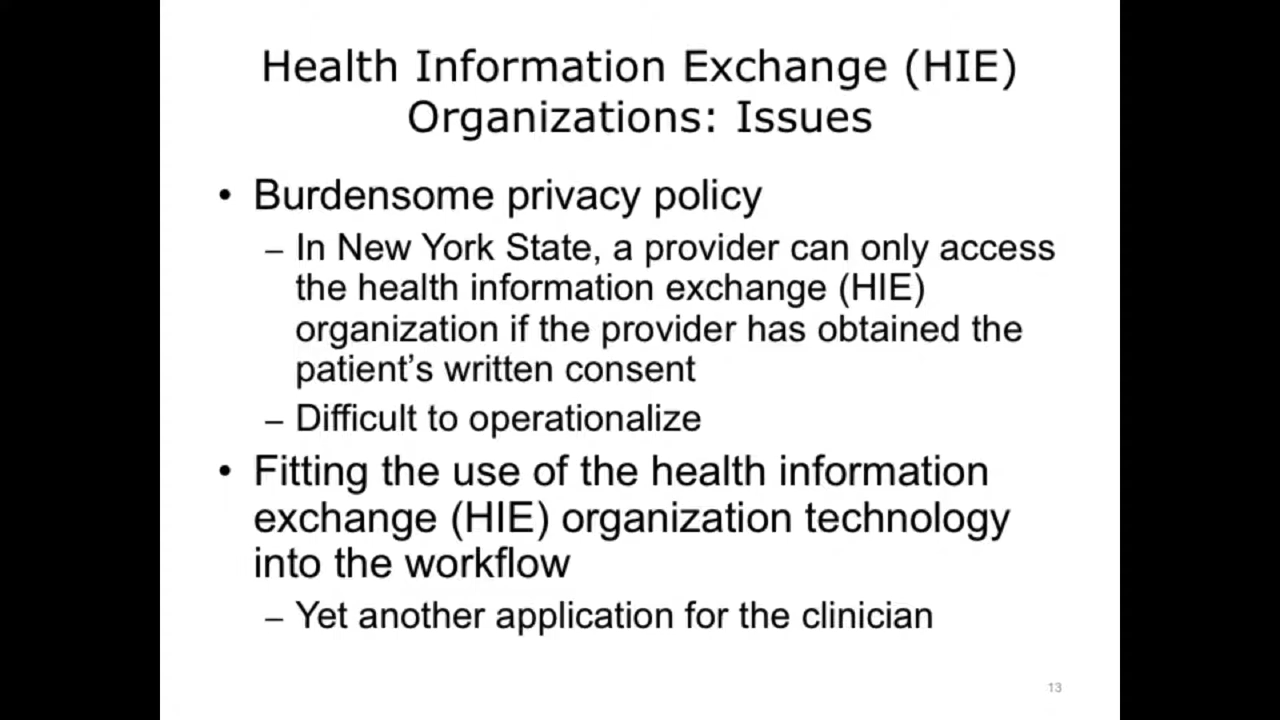 Health Information Exchange (HIE)
Organizations: Issues
• Burdensome privacy policy
– In New York State, a provider can only access
the health information exchange (HIE)
organization if the provider has obtained the
patient’s written consent
– Difficult to operationalize
• Fitting the use of the health information
exchange (HIE) organization technology
into the workflow
– Yet another application for the clinician
13